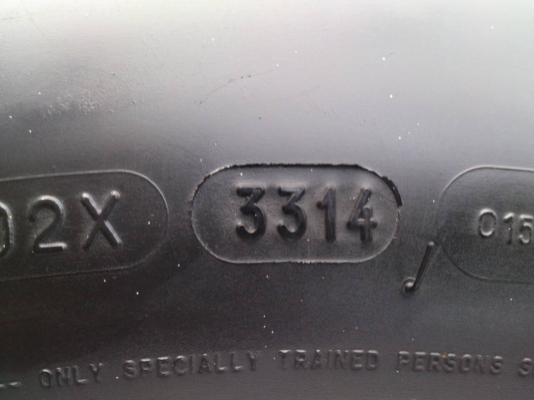 02X 3314 015
ONLY SPECIALLY TRAINED PERSONS S